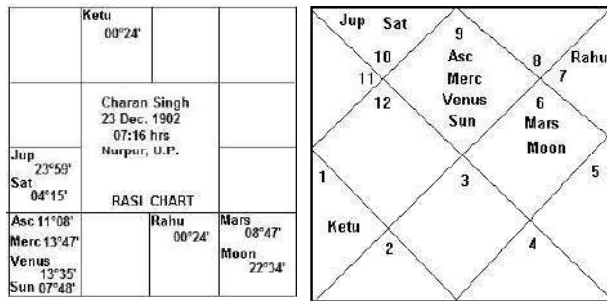 Ketu
00°24'
Charan Singh
23 Dec. 1902
07:16 hrs
Nurpur, U.P.
Jup
23°59'
Sat
04°15'
RASI CHART
Asc 11°08'
Merc 13°47'
Venus
13°35'
Sun 07°48'
Rahu
00°24'
Mars
08°47'
Moon
22°34'
Jup Sat
9
10
Asc
8
Rahu
11
Merc
7
12
Venus
6
Sun
Mars
Moon
1
3
5
Ketu
2
4